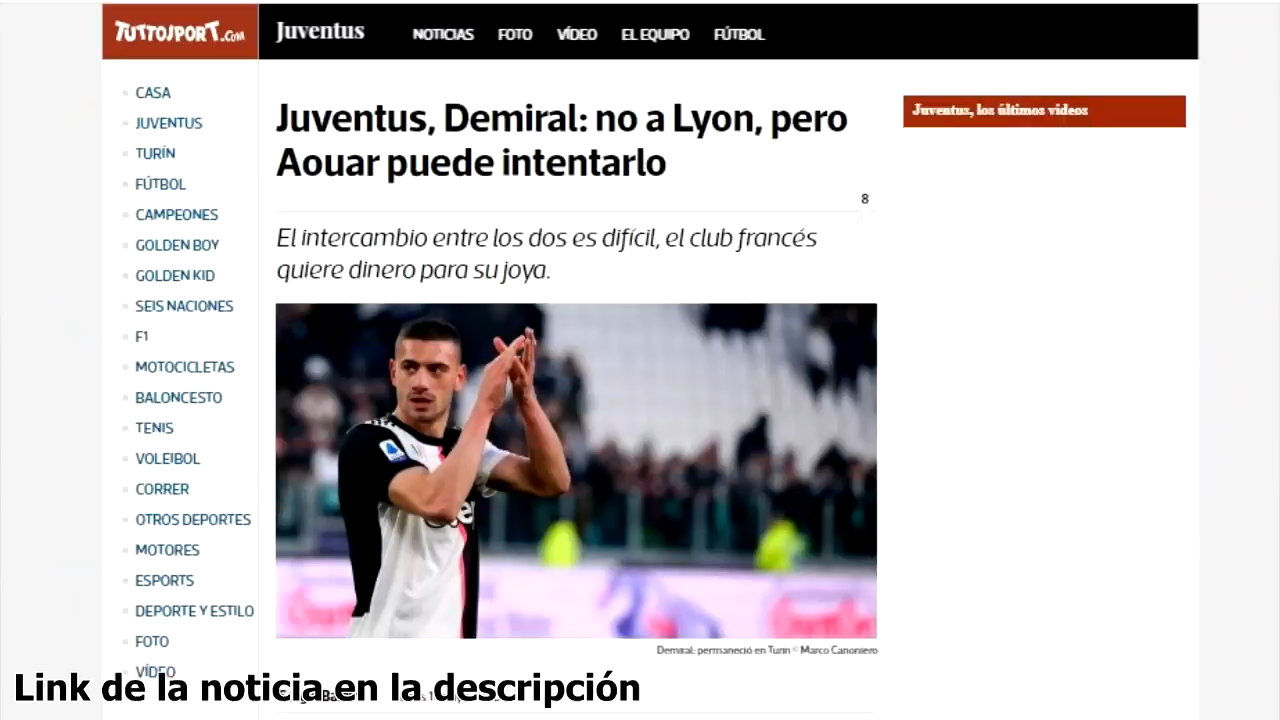 TUTTOSPORT.COM
Juventus
NOTICIAS FOTO VÍDEO EL EQUIPO FÚTBOL
CASA
JUVENTUS
TURÍN
FÚTBOL
CAMPEONES
GOLDEN BOY
GOLDEN KID
SEIS NACIONES
F1
MOTOCICLETAS
BALONCESTO
TENIS
VOLEIBOL
CORRER
OTROS DEPORTES
MOTORES
ESPORTS
DEPORTE Y ESTILO
FOTO
VÍDEO
Juventus, Demiral: no a Lyon, pero
Aouar puede intentarlo
8
El intercambio entre los dos es difícil, el club francés
quiere dinero para su joya.
Demiral: permaneció en Turin © Marco Canoniero
Juventus, los últimos videos
Link de la noticia en la descripción